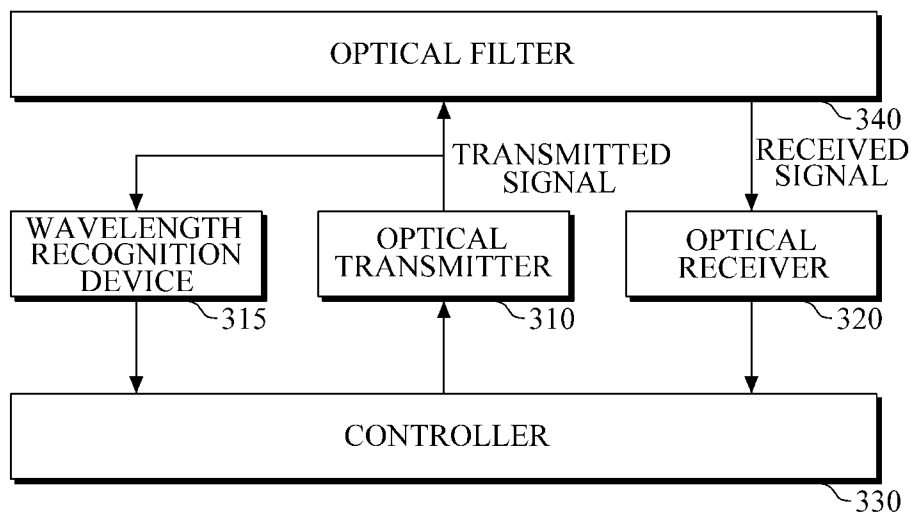 OPTICAL FILTER
340
TRANSMITTED
SIGNAL
RECEIVED
SIGNAL
WAVELENGTH
RECOGNITION
DEVICE
315
OPTICAL
TRANSMITTER
310
OPTICAL
RECEIVER
320
CONTROLLER
330